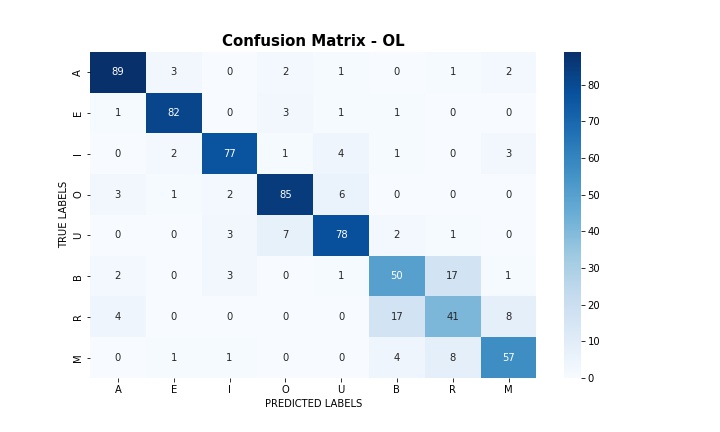 Confusion Matrix - OL
TRUE LABELS
A 89 3 0 2 1 0 1 2
E 1 82 0 3 1 1 0 0
I 0 2 77 1 4 1 0 3
O 3 1 2 85 6 0 0 0
U 0 0 3 7 78 2 1 0
B 2 0 3 0 1 50 17 1
R 4 0 0 0 0 17 41 8
M 0 1 1 0 0 4 8 57
A E I O U B R M
PREDICTED LABELS
80
70
60
50
40
30
20
10
0